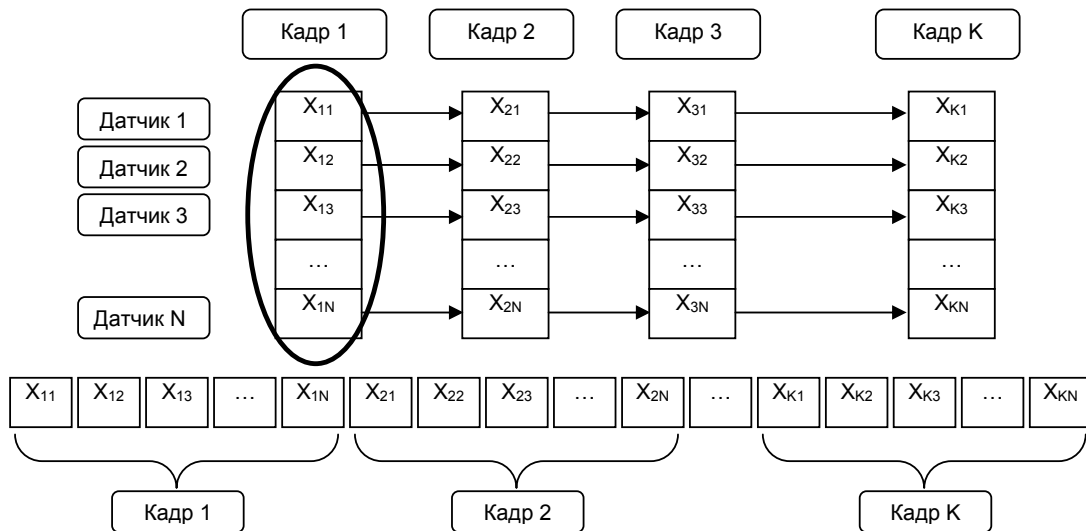 Кадр 1 Кадр 2 Кадр 3 Кадр K
Датчик 1 X11 X21 X31 XK1
Датчик 2 X12 X22 X32 XK2
Датчик 3 X13 X23 X33 XK3
… … … …
Датчик N X1N X2N X3N XKN
X11 X12 X13 … X1N X21 X22 X23 … X2N … XK1 XK2 XK3 … XKN
Кадр 1 Кадр 2 Кадр K